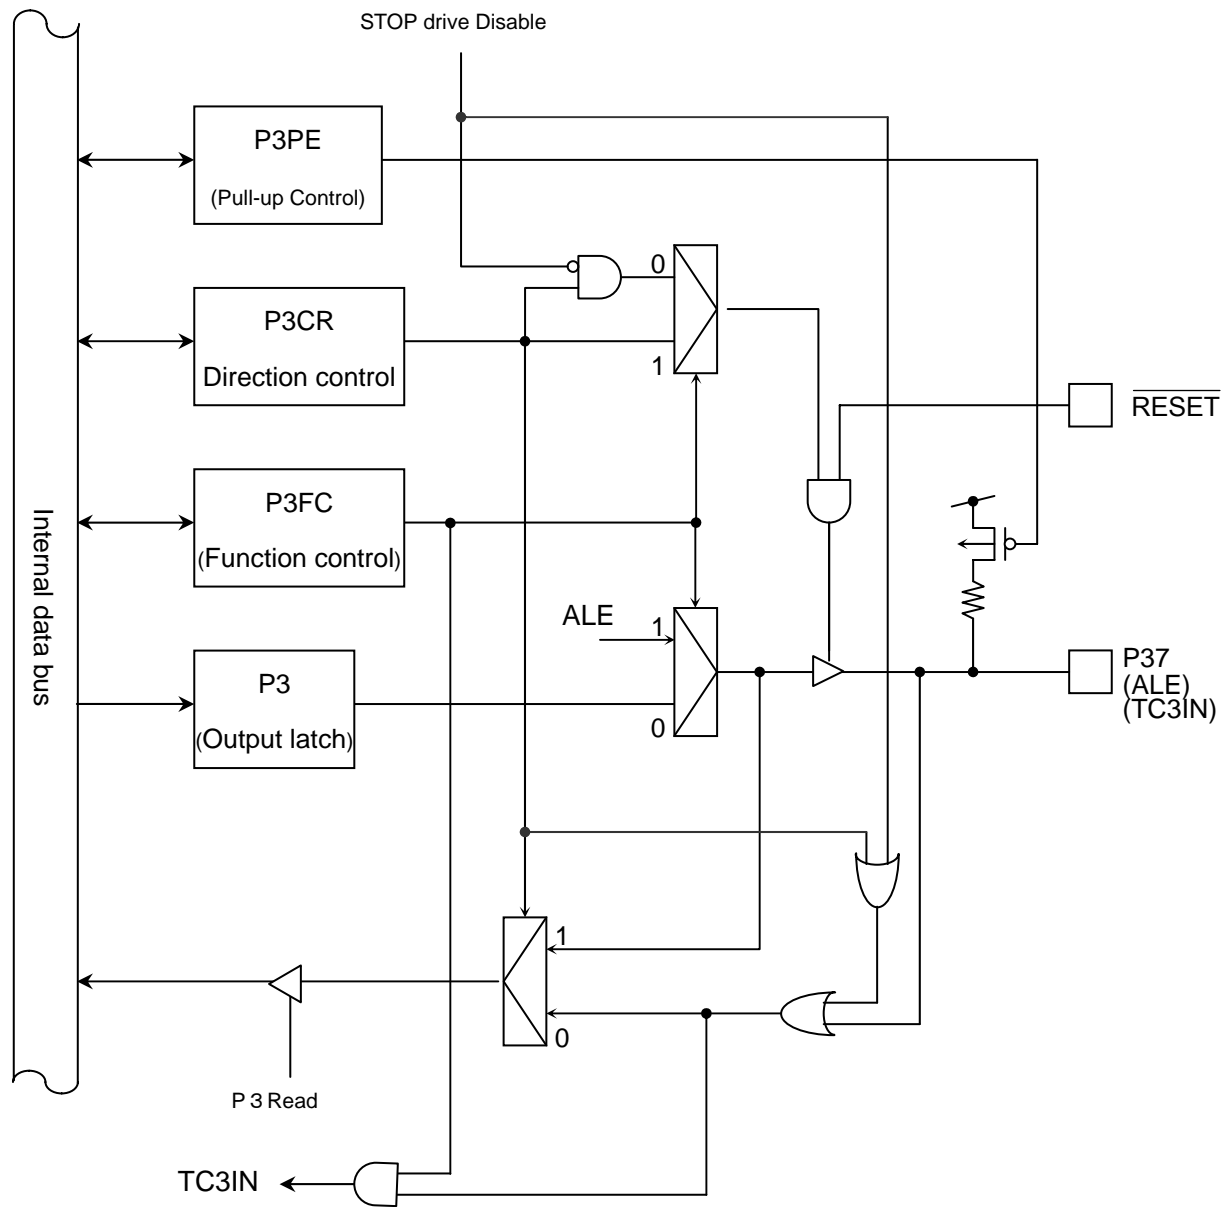 STOP drive Disable
P3PE
(Pull-up Control)
0
P3CR
Direction control
1
RESET
P3FC
(Function control)
Internal data bus
ALE
1
P3
(Output latch)
0
P37
(ALE)
(TC3IN)
1
0
P 3 Read
TC3IN